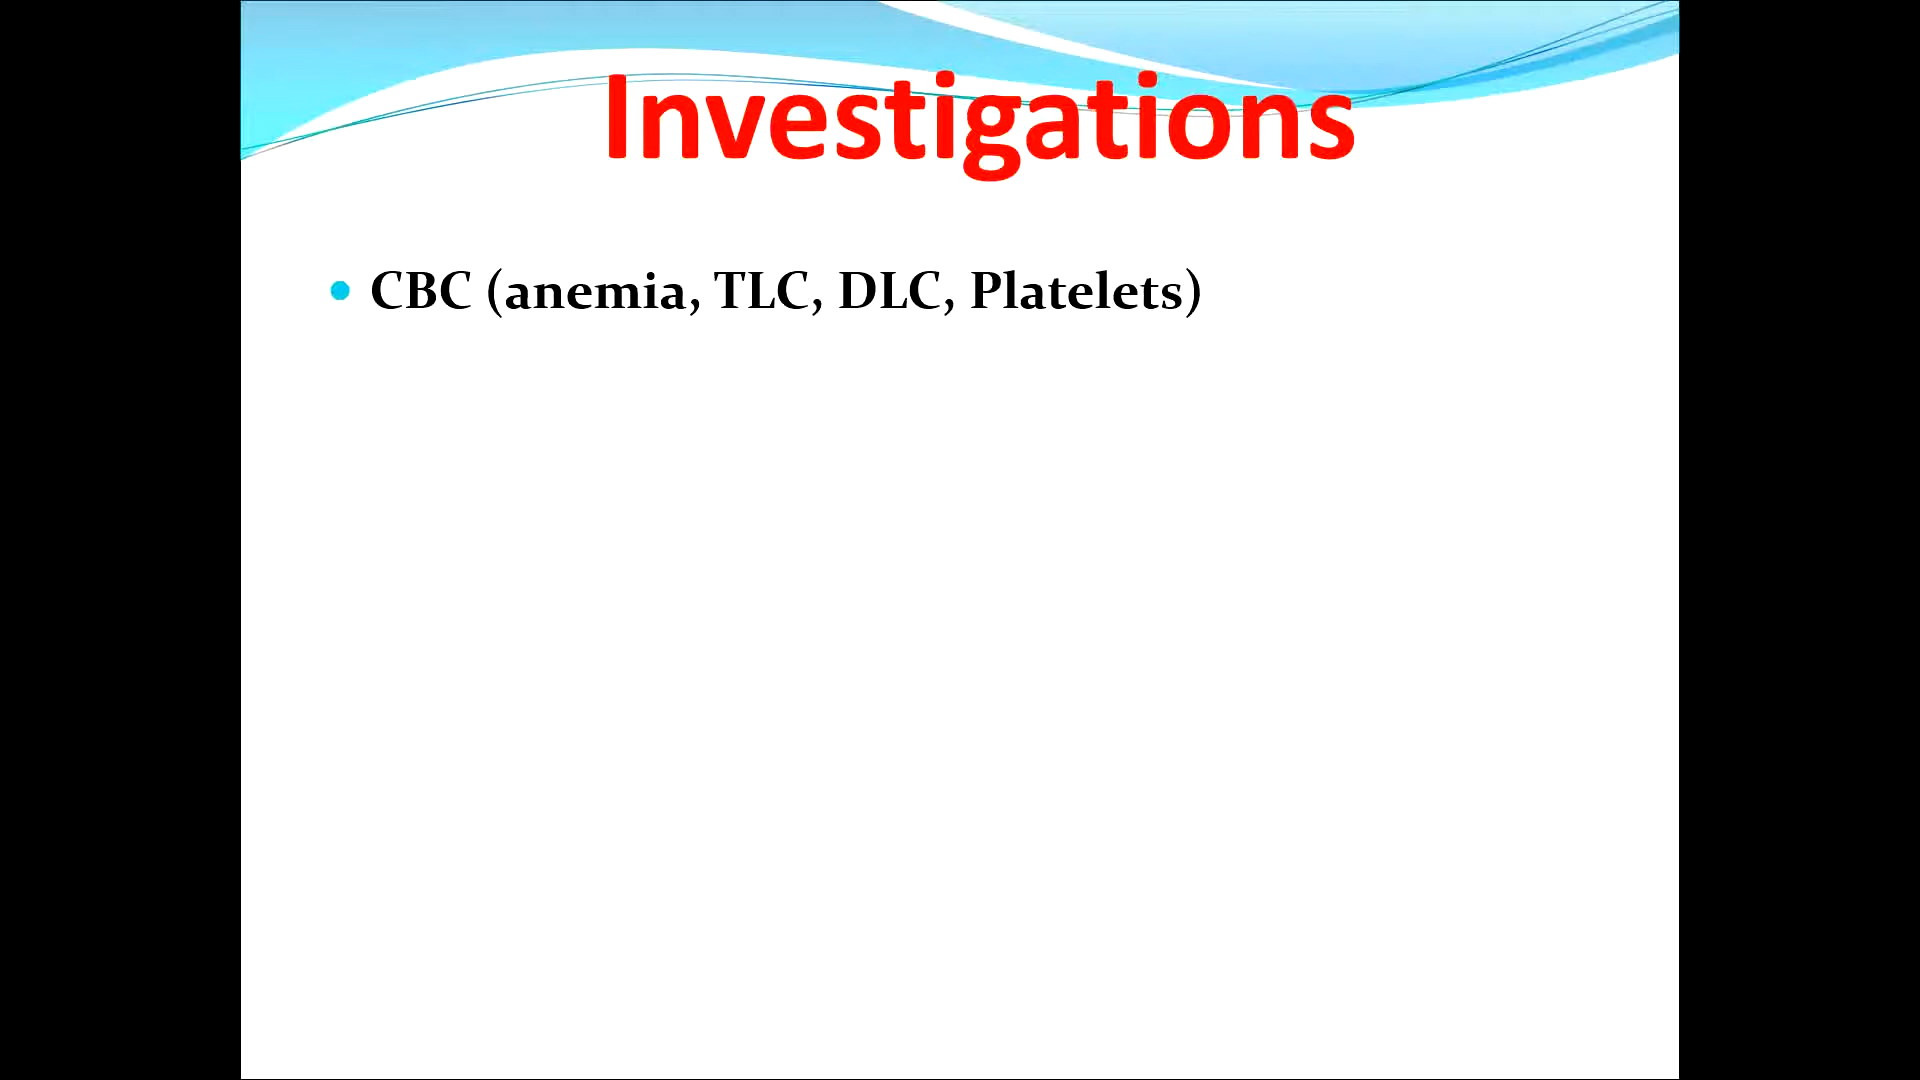 Investigations
CBC (anemia, TLC, DLC, Platelets)